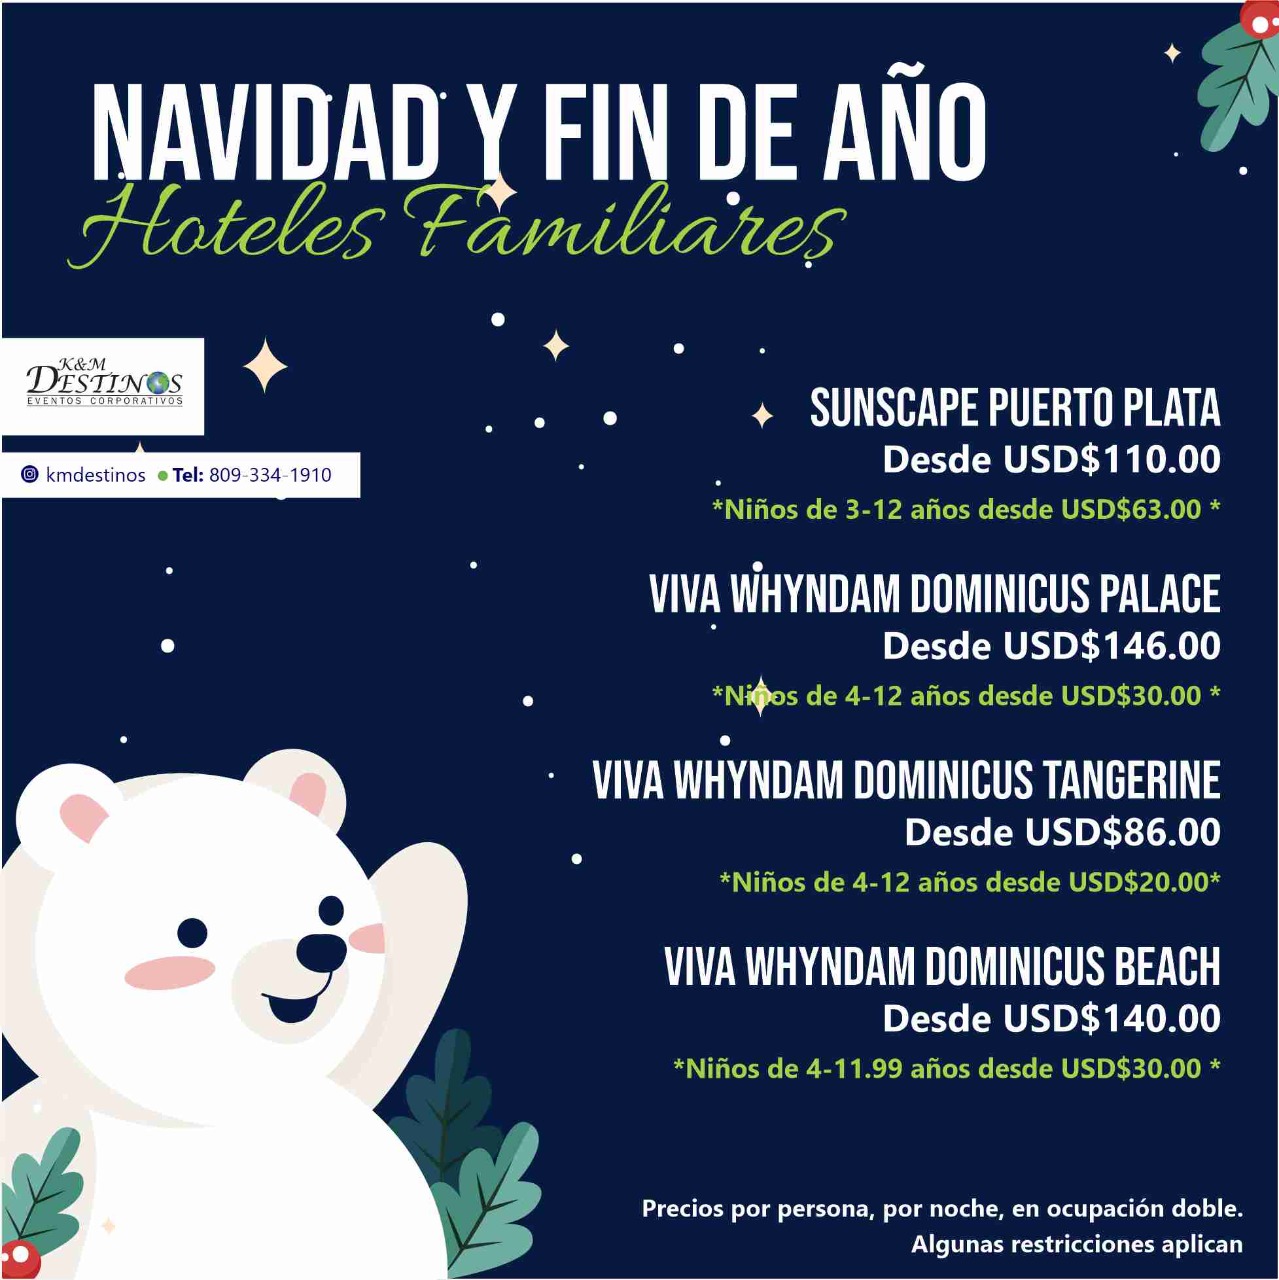 NAVIDAD Y FIN DE AÑO
Hoteles Familiares
K&M
DESTINOS
EVENTOS CORPORATIVOS
kmdestinos Tel: 809-334-1910
SUNSCAPE PUERTO PLATA
Desde USD$110.00
*Niños de 3-12 años desde USD$63.00 *
VIVA WHYNDAM DOMINICUS PALACE
Desde USD$146.00
*Niños de 4-12 años desde USD$30.00 *
VIVA WHYNDAM DOMINICUS TANGERINE
Desde USD$86.00
*Niños de 4-12 años desde USD$20.00*
VIVA WHYNDAM DOMINICUS BEACH
Desde USD$140.00
*Niños de 4-11.99 años desde USD$30.00 *
Precios por persona, por noche, en ocupación doble.
Algunas restricciones aplican